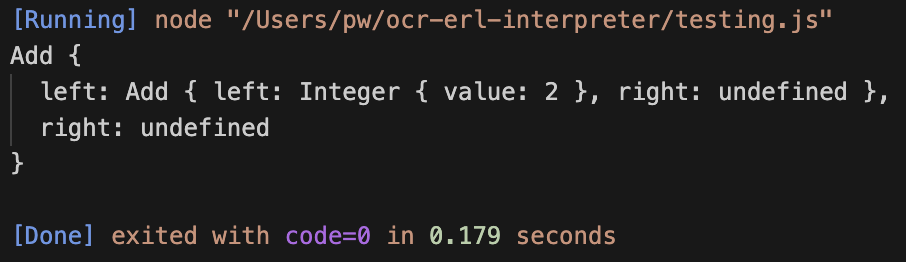 [Running] node "/Users/pw/ocr-erl-interpreter/testing.js"
Add {
  left: Add { left: Integer { value: 2 }, right: undefined },
  right: undefined
}

[Done] exited with code=0 in 0.179 seconds